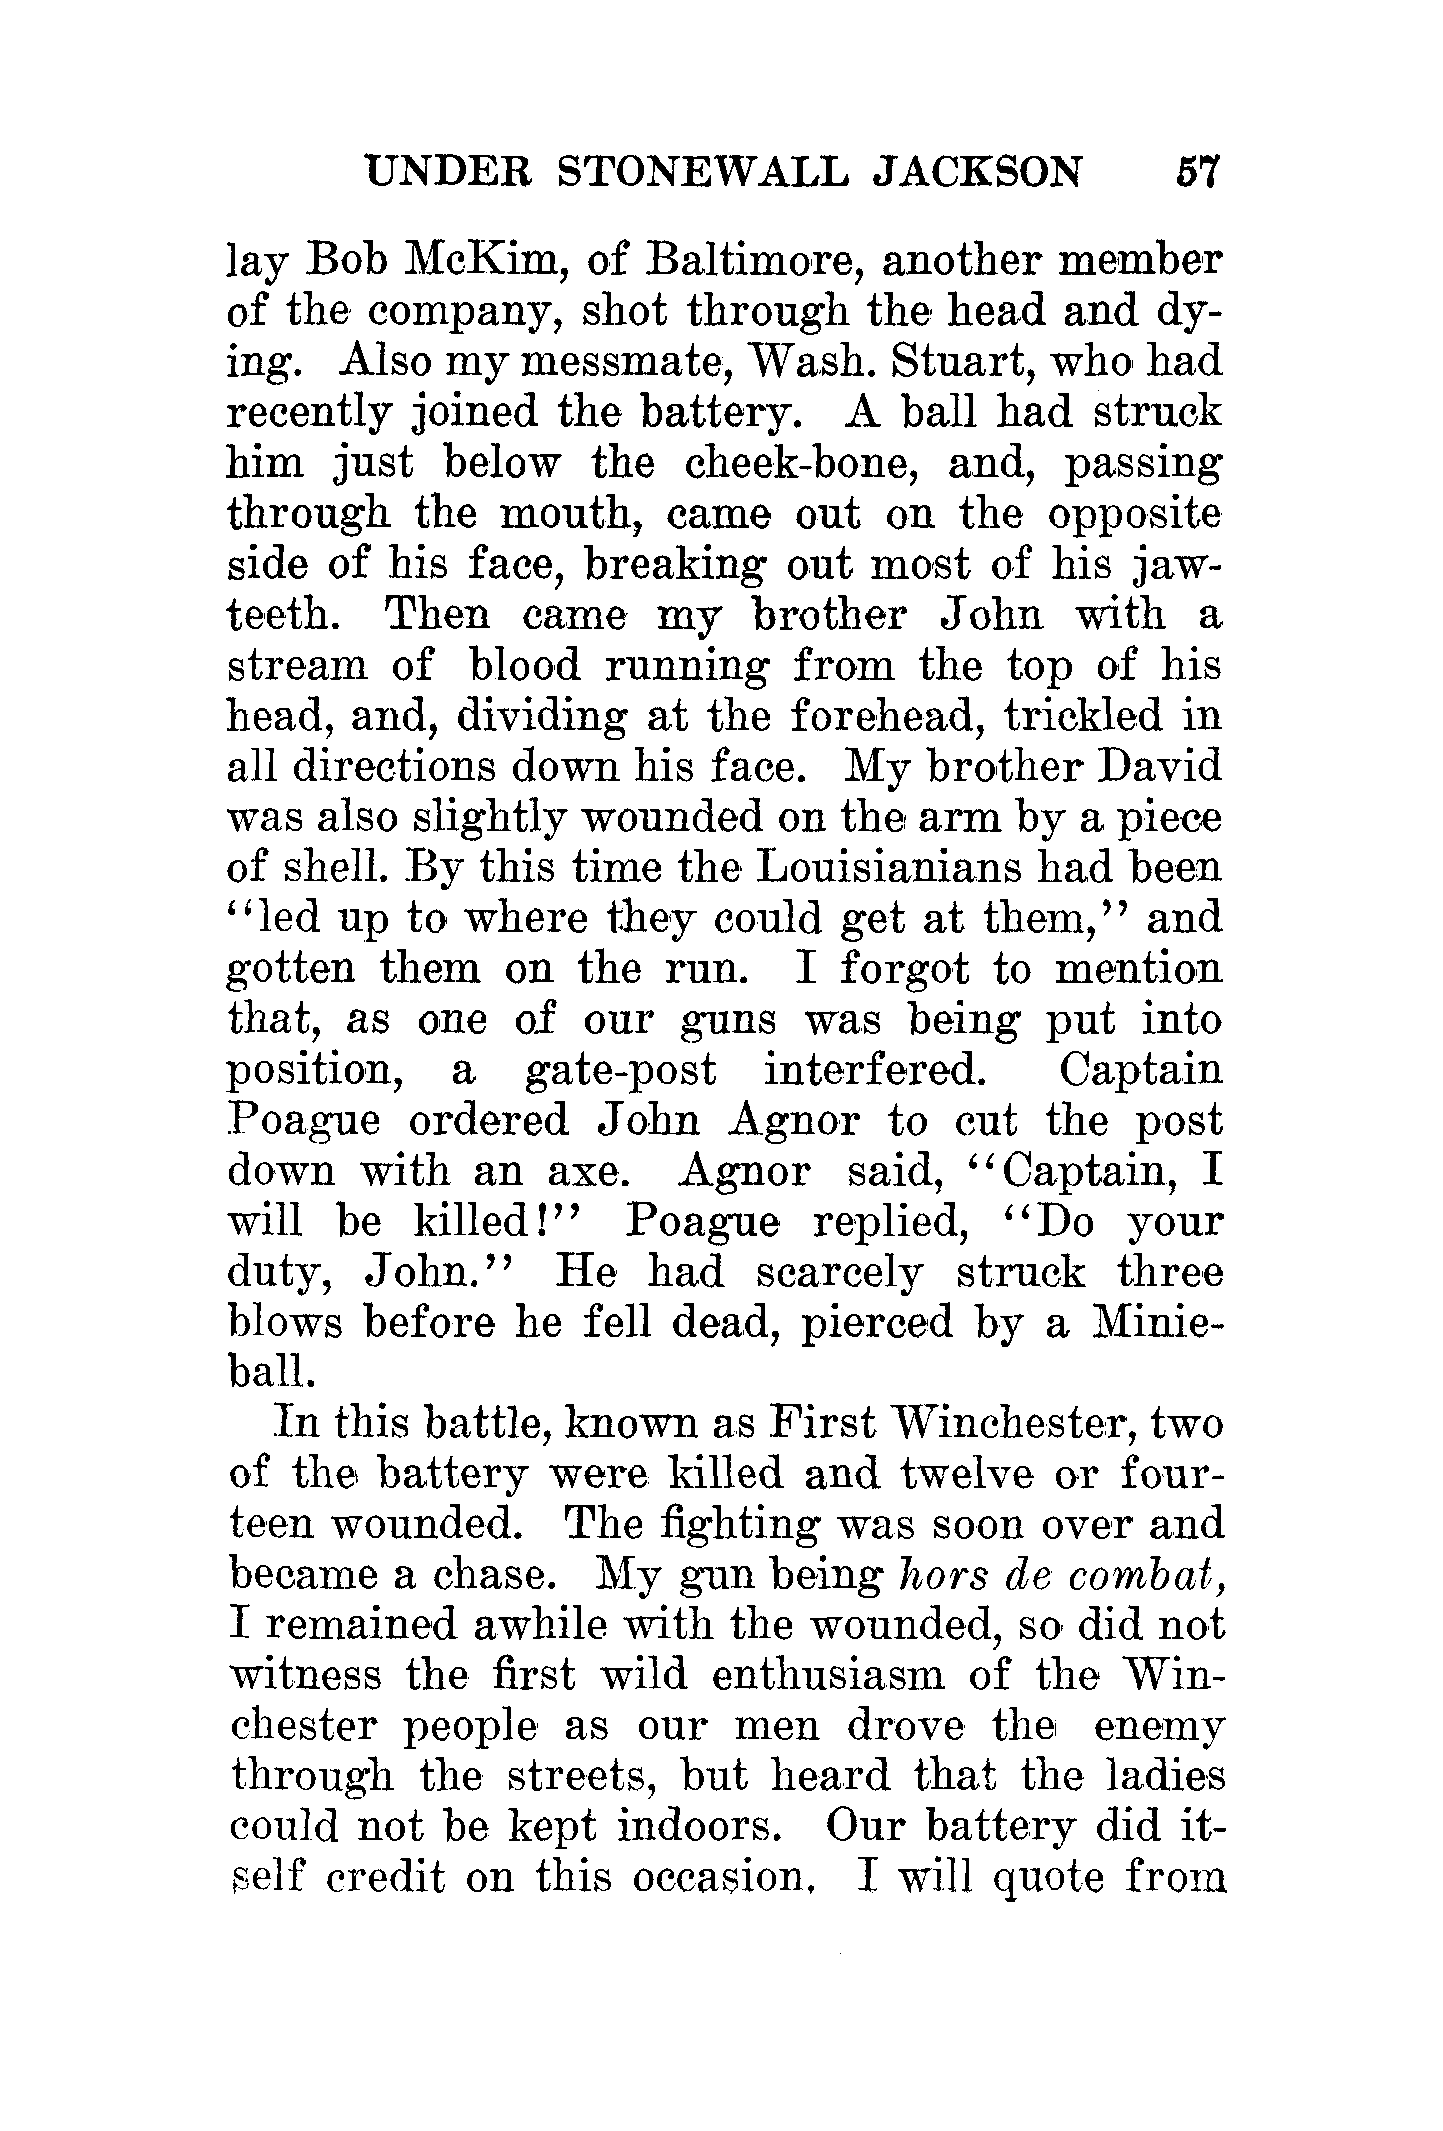 UNDER STONEWALL JACKSON 57
lay Bob McKim, of Baltimore, another member
of the company, shot through the head and dy-
ing. Also my messmate, Wash. Stuart, who had
recently joined the battery. A ball had struck
him just below the cheek-bone, and, passing
through the mouth, came out on the opposite
side of his face, breaking out most of his jaw-
teeth. Then came my brother John with a
stream of blood running from the top of his
head, and, dividing at the forehead, trickled in
all directions down his face. My brother David
was also slightly wounded on the arm by a piece
of shell. By this time the Louisianians had been
“led up to where they could get at them,” and
gotten them on the run. I forgot to mention
that, as one of our guns was being put into
position, a gate-post interfered. Captain
Poague ordered John Agnor to cut the post
down with an axe. Agnor said, “Captain, I
will be killed!” Poague replied, “Do your
duty, John.” He had scarcely struck three
blows before he fell dead, pierced by a Minie-
ball.
In this battle, known as First Winchester, two
of the battery were killed and twelve or four-
teen wounded. The fighting was soon over and
became a chase. My gun being hors de combat,
I remained awhile with the wounded, so did not
witness the first wild enthusiasm of the Win-
chester people as our men drove the enemy
through the streets, but heard that the ladies
could not be kept indoors. Our battery did it-
self credit on this occasion. I will quote from